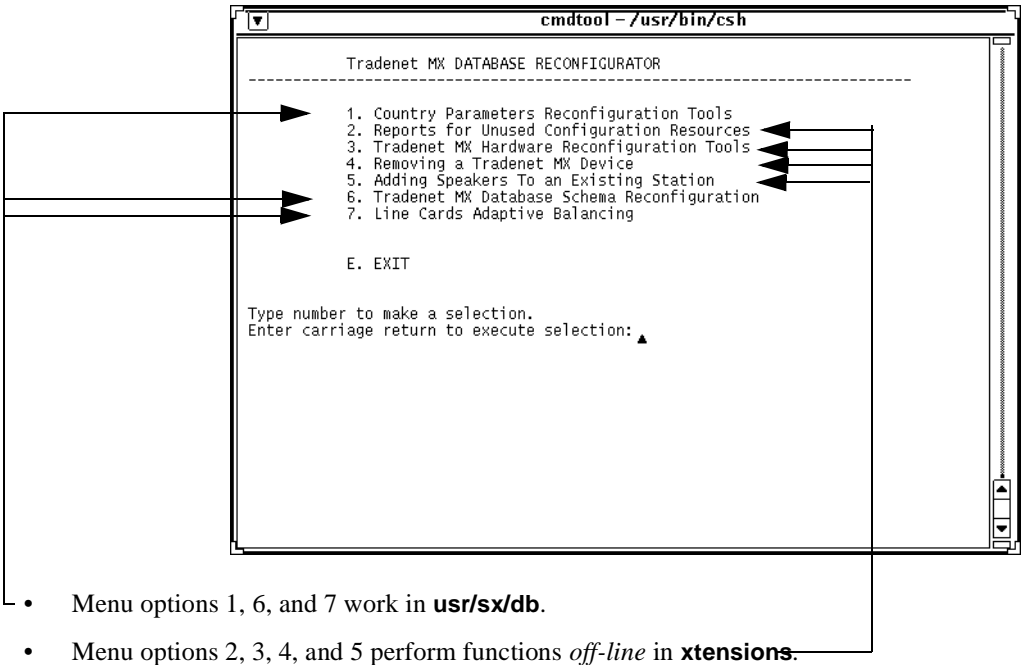 cmdtool – /usr/bin/csh
Tradenet MX DATABASE RECONFIGURATOR
--------------------------------------------------------------------------
1. Country Parameters Reconfiguration Tools
2. Reports for Unused Configuration Resources
3. Tradenet MX Hardware Reconfiguration Tools
4. Removing a Tradenet MX Device
5. Adding Speakers To an Existing Station
6. Tradenet MX Database Schema Reconfiguration
7. Line Cards Adaptive Balancing
E. EXIT
Type number to make a selection.
Enter carriage return to execute selection:
• Menu options 1, 6, and 7 work in usr/sx/db.
• Menu options 2, 3, 4, and 5 perform functions off-line in xtensions.